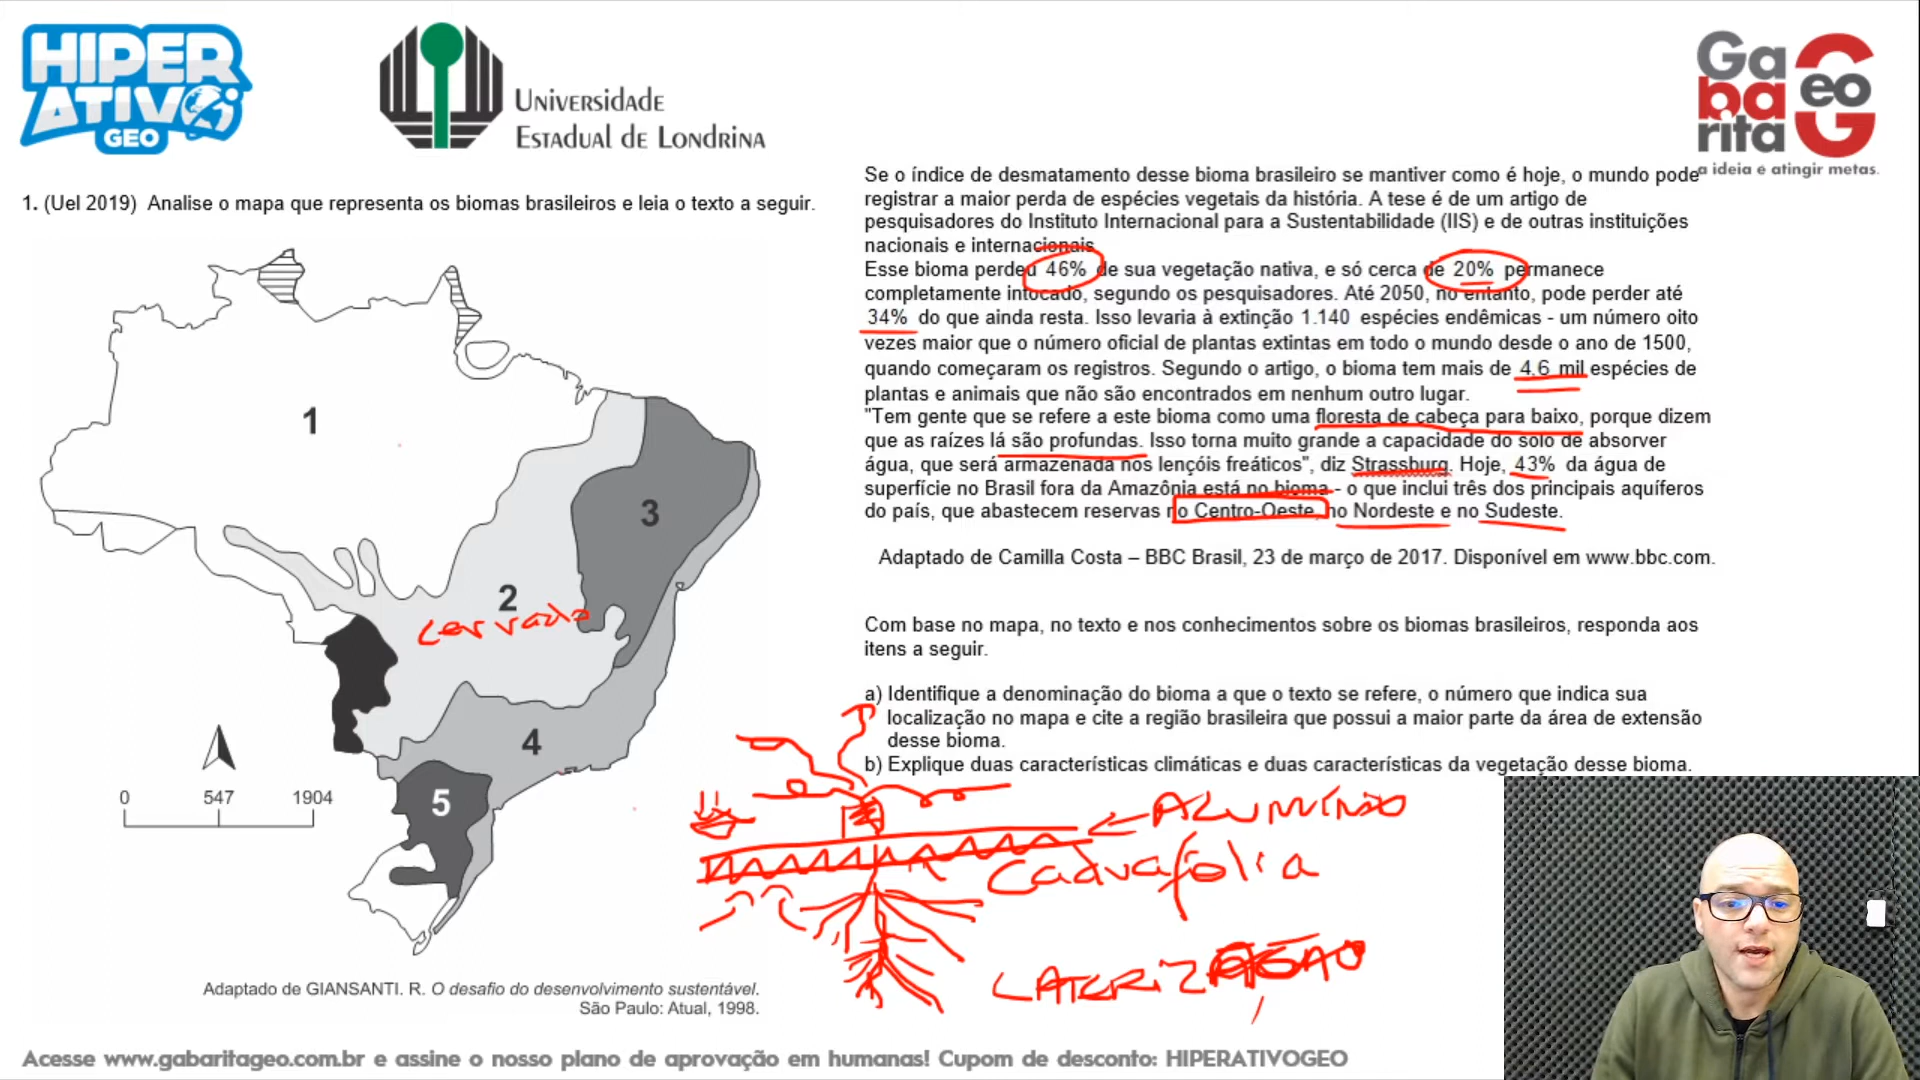 HIPER
ATIVO
GEO
UNIVERSIDADE
ESTADUAL DE LONDRINA
Ga
ba
rita
eo
a ideia é atingir metas.
1. (Uel 2019) Analise o mapa que representa os biomas brasileiros e leia o texto a seguir.
1
2
cerrado
3
4
5
0 547 1904
Adaptado de GIANSANTI. R. O desafio do desenvolvimento sustentável.
São Paulo: Atual, 1998.
Se o índice de desmatamento desse bioma brasileiro se mantiver como é hoje, o mundo pode
registrar a maior perda de espécies vegetais da história. A tese é de um artigo de
pesquisadores do Instituto Internacional para a Sustentabilidade (IIS) e de outras instituições
nacionais e internacionais.
Esse bioma perdeu 46% de sua vegetação nativa, e só cerca de 20% permanece
completamente intocado, segundo os pesquisadores. Até 2050, no entanto, pode perder até
34% do que ainda resta. Isso levaria à extinção 1.140 espécies endêmicas - um número oito
vezes maior que o número oficial de plantas extintas em todo o mundo desde o ano de 1500,
quando começaram os registros. Segundo o artigo, o bioma tem mais de 4,6 mil espécies de
plantas e animais que não são encontrados em nenhum outro lugar.
"Tem gente que se refere a este bioma como uma floresta de cabeça para baixo, porque dizem
que as raízes lá são profundas. Isso torna muito grande a capacidade do solo de absorver
água, que será armazenada nos lençóis freáticos", diz Strassburg. Hoje, 43% da água de
superfície no Brasil fora da Amazônia está no bioma - o que inclui três dos principais aquíferos
do país, que abastecem reservas no Centro-Oeste, no Nordeste e no Sudeste.
Adaptado de Camilla Costa – BBC Brasil, 23 de março de 2017. Disponível em www.bbc.com.
Com base no mapa, no texto e nos conhecimentos sobre os biomas brasileiros, responda aos
itens a seguir.
a) Identifique a denominação do bioma a que o texto se refere, o número que indica sua
localização no mapa e cite a região brasileira que possui a maior parte da área de extensão
desse bioma.
b) Explique duas características climáticas e duas características da vegetação desse bioma.
ALUMÍNIO
Caducifólia
LATERIZAÇÃO
Acesse www.gabaritageo.com.br e assine o nosso plano de aprovação em humanas! Cupom de desconto: HIPERATIVOGEO